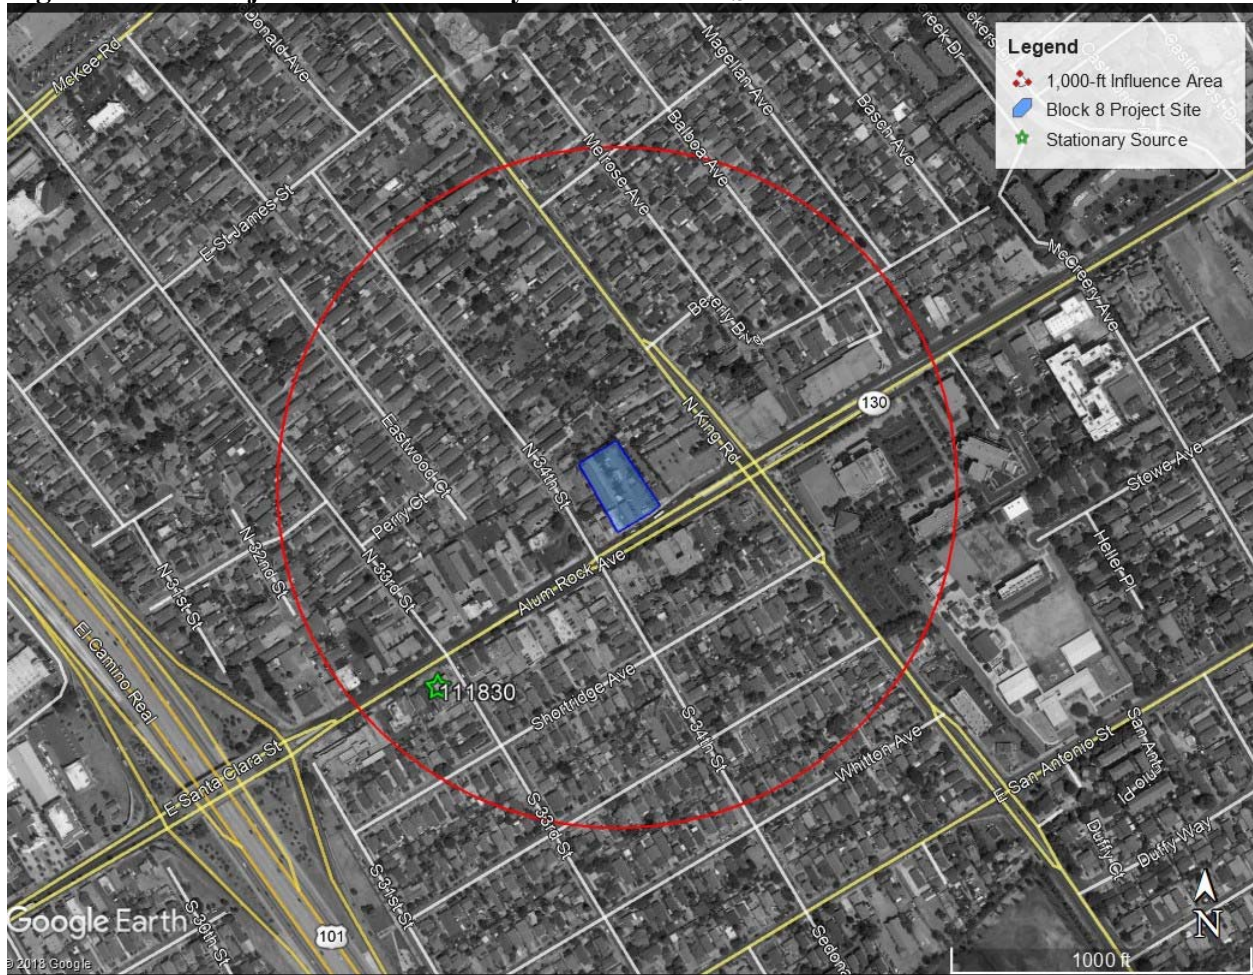 McKee Rd
Donald Ave
Magellan Ave
Creek Dr
Basch Ave
Balboa Ave
Melrose Ave
Legend
1,000-ft Influence Area
Block 8 Project Site
Stationary Source
E St James St
McCreery Ave
Beverly Blvd
130
N King Rd
Eastwood Ct
N 34th St
Perry Ct
Stowe Ave
N 32nd St
N 33rd St
Heller Pl
N 31st St
Alum Rock Ave
El Camino Real
111830
Shortridge Ave
S 34th St
Whitton Ave
E Santa Clara St
E San Antonio St
San Antonio Pl
S 33rd St
Duffy Ct
Duffy Way
S 31st St
S 30th St
Sedona
Google Earth
101
N
© 2018 Google
1000 ft